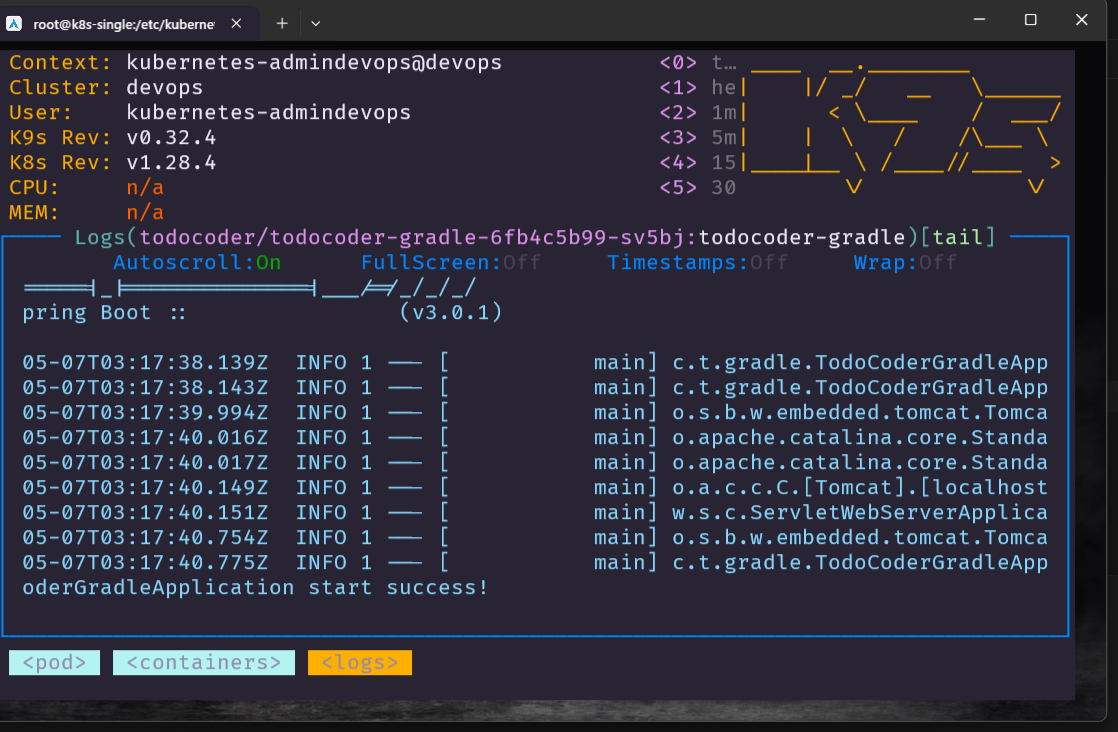 root@k8s-single:/etc/kuberne
Context: kubernetes-admindevops@devops <0> t…
Cluster: devops <1> he
User: kubernetes-admindevops <2> 1m
K9s Rev: v0.32.4 <3> 5m
K8s Rev: v1.28.4 <4> 15
CPU: n/a <5> 30
MEM: n/a
Logs(todocoder/todocoder-gradle-6fb4c5b99-sv5bj:todocoder-gradle)[tail]
Autoscroll:On FullScreen:Off Timestamps:Off Wrap:Off
======|_|==============|___/==/_/_/_/
pring Boot :: (v3.0.1)
05-07T03:17:38.139Z INFO 1 --- [ main] c.t.gradle.TodoCoderGradleApp
05-07T03:17:38.143Z INFO 1 --- [ main] c.t.gradle.TodoCoderGradleApp
05-07T03:17:39.994Z INFO 1 --- [ main] o.s.b.w.embedded.tomcat.Tomca
05-07T03:17:40.016Z INFO 1 --- [ main] o.apache.catalina.core.Standa
05-07T03:17:40.017Z INFO 1 --- [ main] o.apache.catalina.core.Standa
05-07T03:17:40.149Z INFO 1 --- [ main] o.a.c.c.C.[Tomcat].[localhost
05-07T03:17:40.151Z INFO 1 --- [ main] w.s.c.ServletWebServerApplica
05-07T03:17:40.754Z INFO 1 --- [ main] o.s.b.w.embedded.tomcat.Tomca
05-07T03:17:40.775Z INFO 1 --- [ main] c.t.gradle.TodoCoderGradleApp
oderGradleApplication start success!
<pod> <containers> <logs>